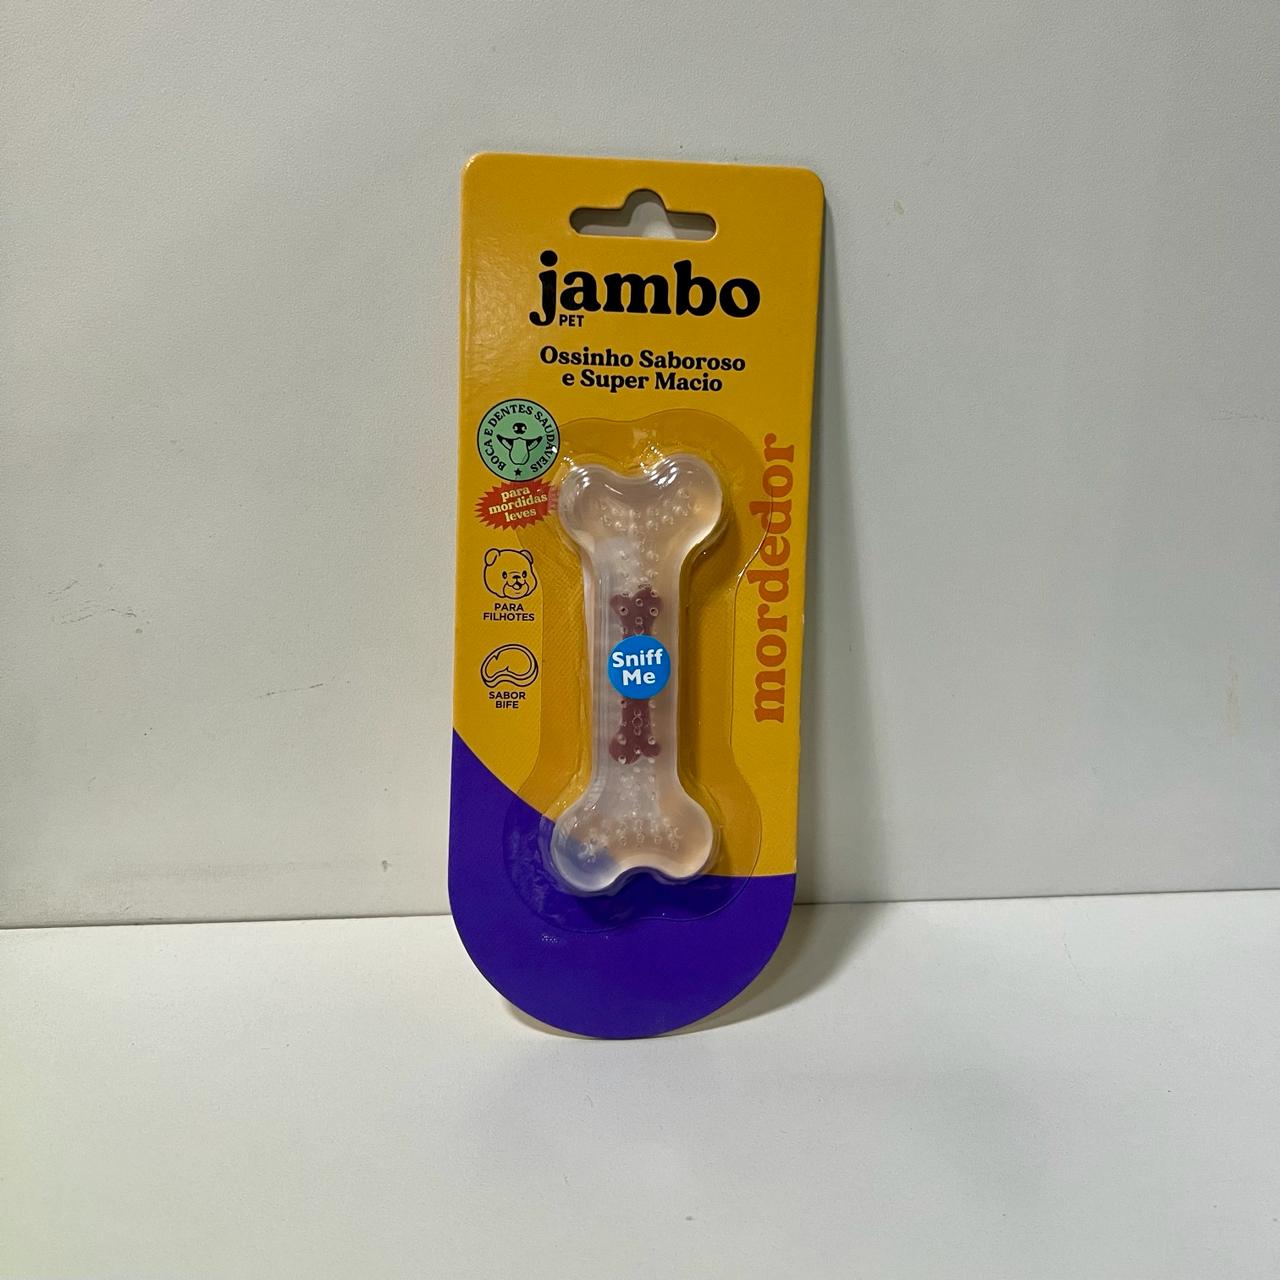 jambo
PET
Ossinho Saboroso
e Super Macio
BOCA E DENTES SAUDÁVEIS
para
mordidas
leves
PARA
FILHOTES
SABOR
BIFE
Sniff
Me
mordedor